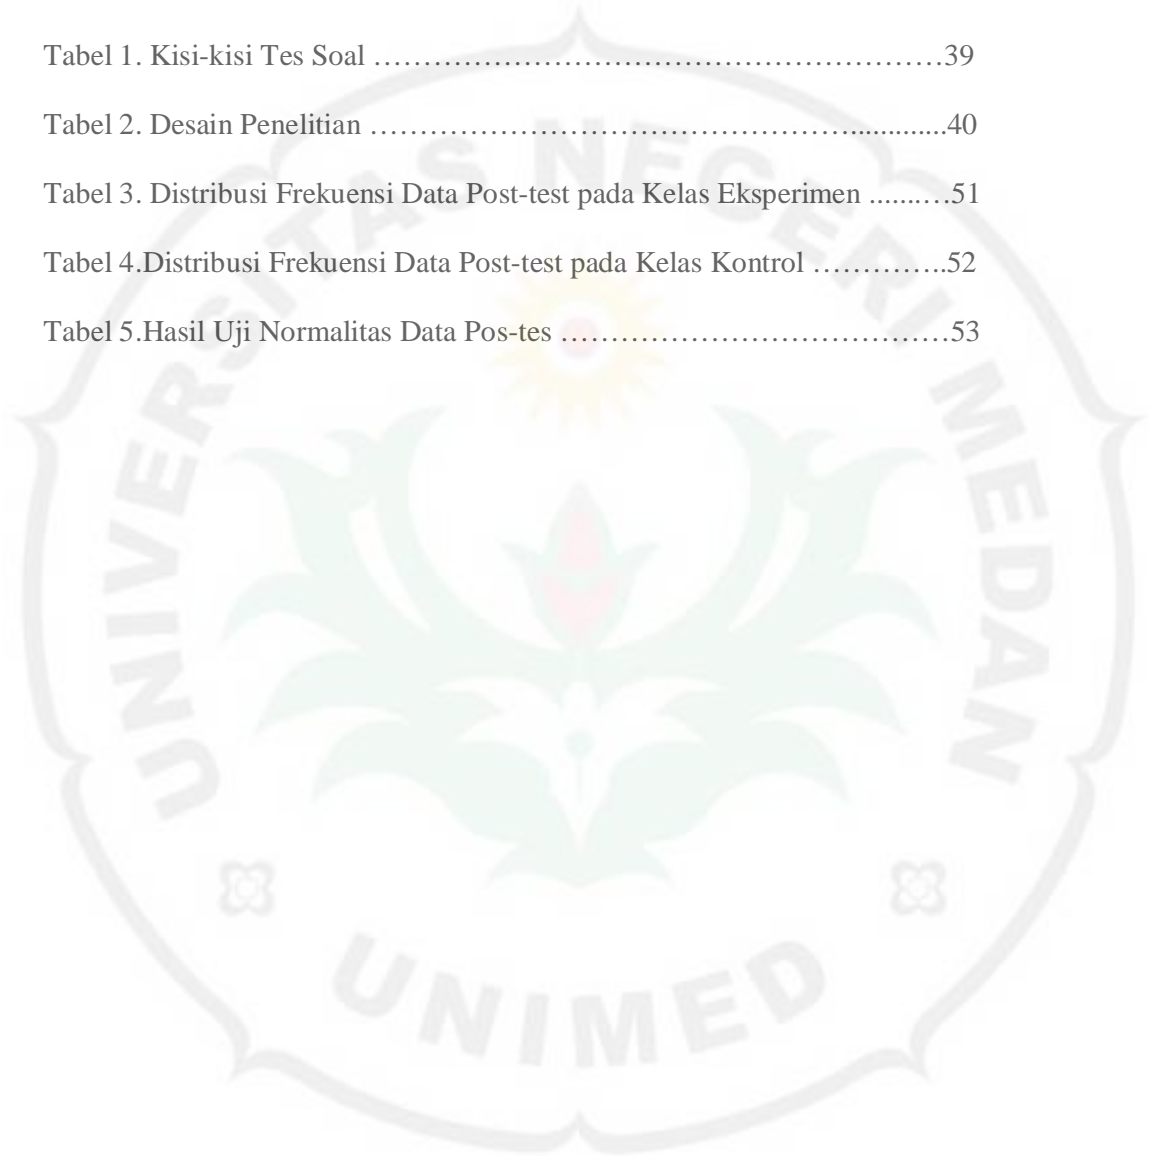 Tabel 1. Kisi-kisi Tes Soal ……………………………………………………39
Tabel 2. Desain Penelitian …………………………………………….............40
Tabel 3. Distribusi Frekuensi Data Post-test pada Kelas Eksperimen .......…51
Tabel 4.Distribusi Frekuensi Data Post-test pada Kelas Kontrol …………..52
Tabel 5.Hasil Uji Normalitas Data Pos-tes …………………………………53
UNIVERSITAS NEGERI MEDAN
UNIMED